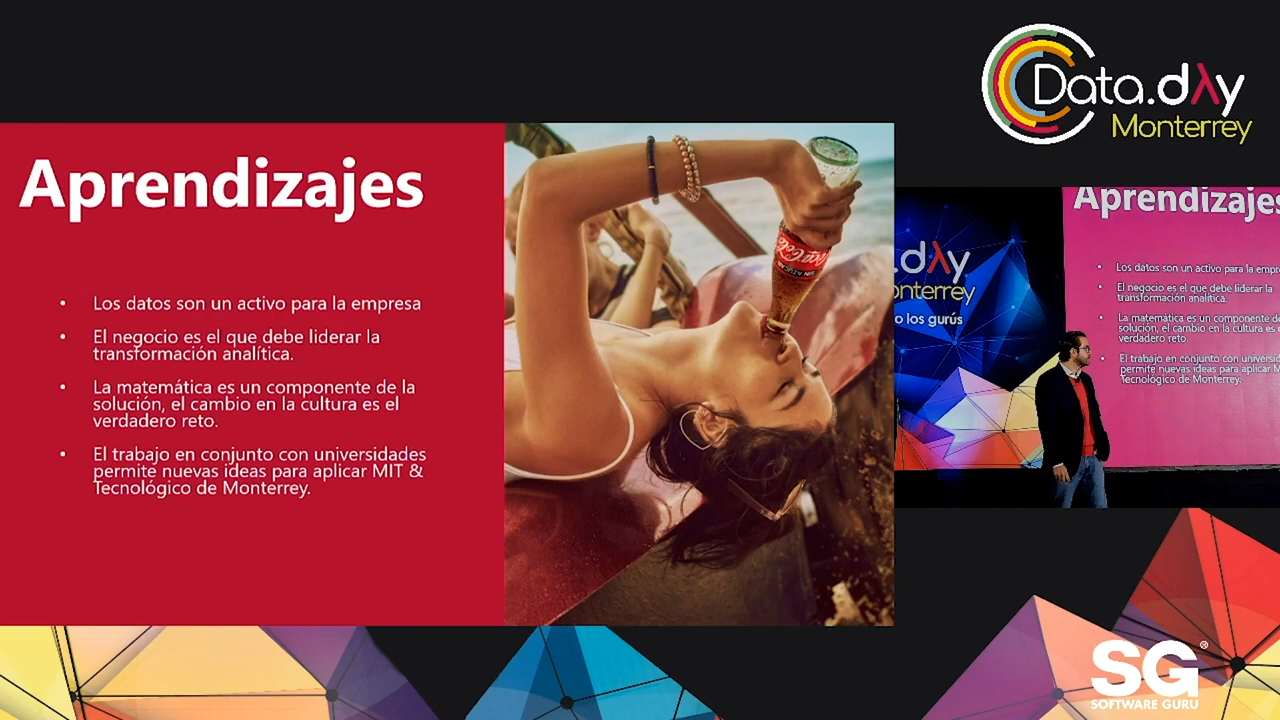 Data.dλy
Monterrey
Aprendizajes
• Los datos son un activo para la empresa
• El negocio es el que debe liderar la
transformación analítica.
• La matemática es un componente de la
solución, el cambio en la cultura es el
verdadero reto.
• El trabajo en conjunto con universidades
permite nuevas ideas para aplicar MIT &
Tecnológico de Monterrey.
Coca-Cola
SIN AZÚCAR
.dλy
onterrey
o los gurús
Aprendizajes
• Los datos son un activo para la empre
• El negocio es el que debe liderar la
transformación analítica.
• La matemática es un componente de
solución, el cambio en la cultura es e
verdadero reto.
• El trabajo en conjunto con universid
permite nuevas ideas para aplicar M
Tecnológico de Monterrey.
SG®
SOFTWARE GURU